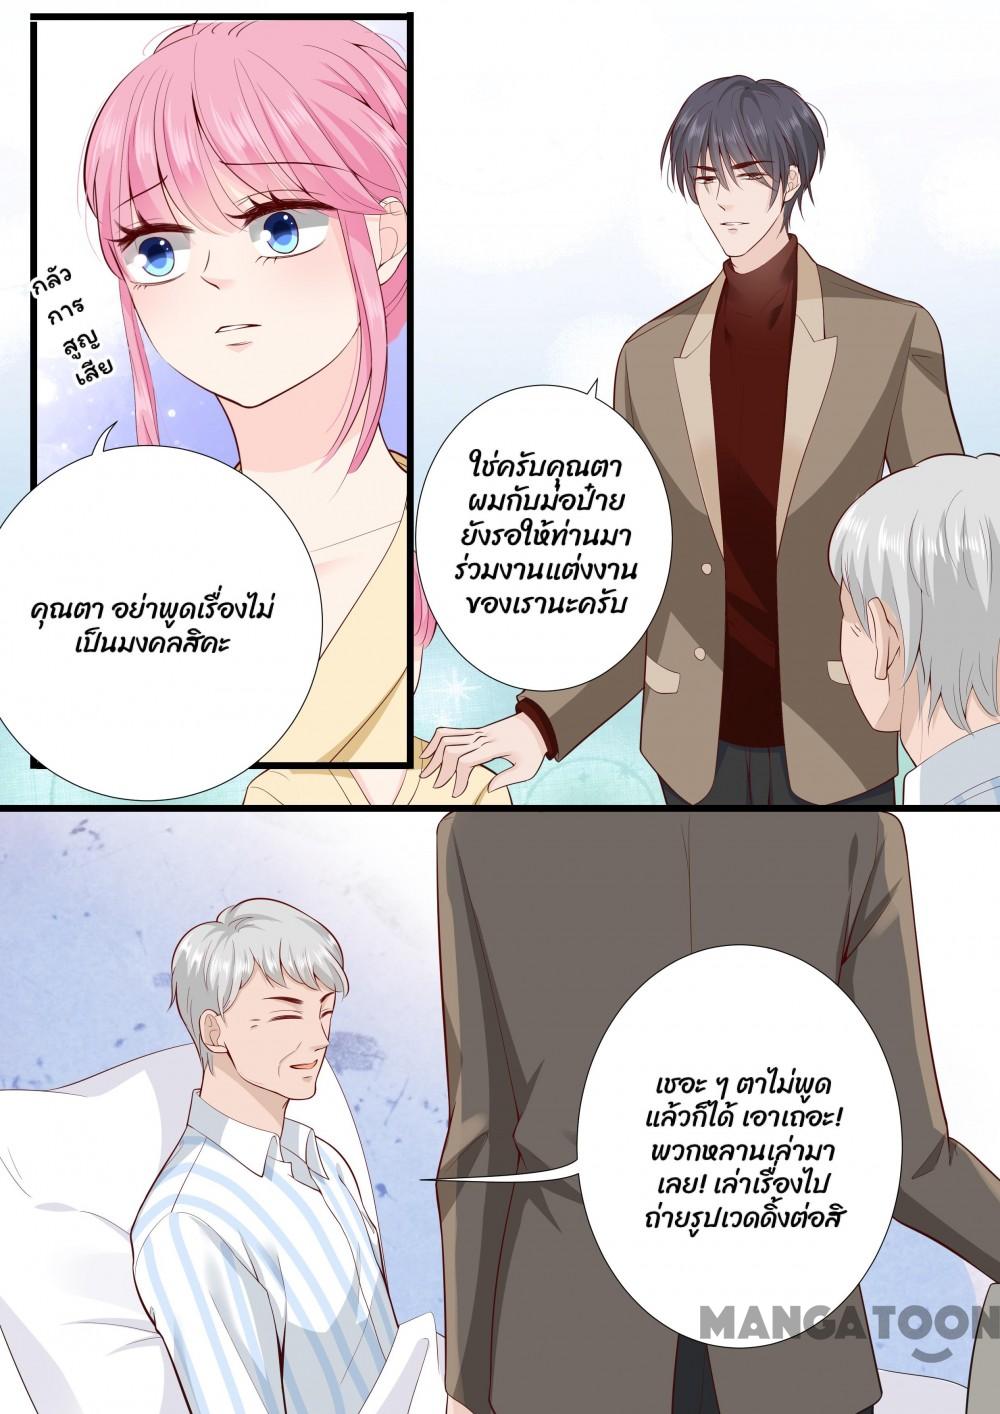 กลัว
การ
สูญ
เสีย
คุณตา อย่าพูดเรื่องไม่
เป็นมงคลสิคะ
ใช่ครับคุณตา
ผมกับม่อป๋าย
ยังรอให้ท่านมา
ร่วมงานแต่งงาน
ของเรานะครับ
เชอะ ๆ ตาไม่พูด
แล้วก็ได้ เอาเถอะ!
พวกหลานเล่ามา
เลย! เล่าเรื่องไป
ถ่ายรูปเวดดิ้งต่อสิ
MANGATOON